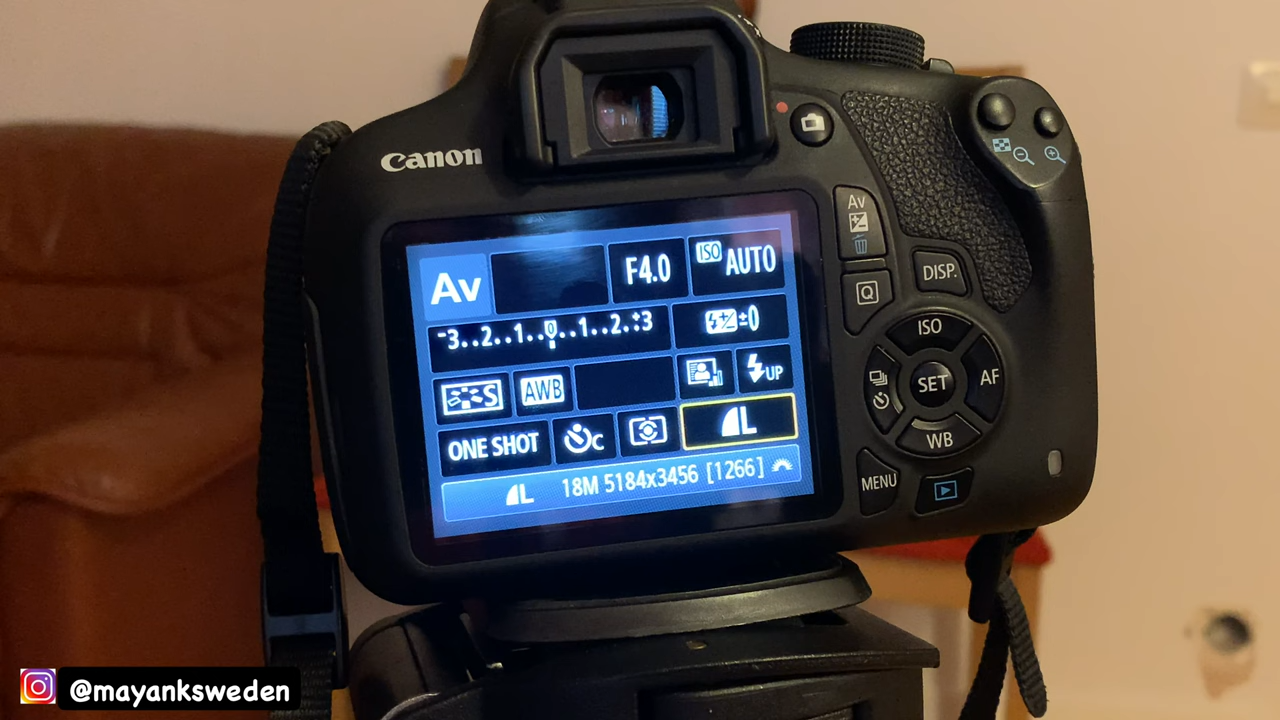 Canon
Av
F4.0
ISO AUTO
-3..2..1..0..1..2.:+3
±0
S
AWB
UP
ONE SHOT
C
L
L 18M 5184x3456 [1266]
Av
Q
DISP.
ISO
SET
AF
WB
MENU
@mayanksweden